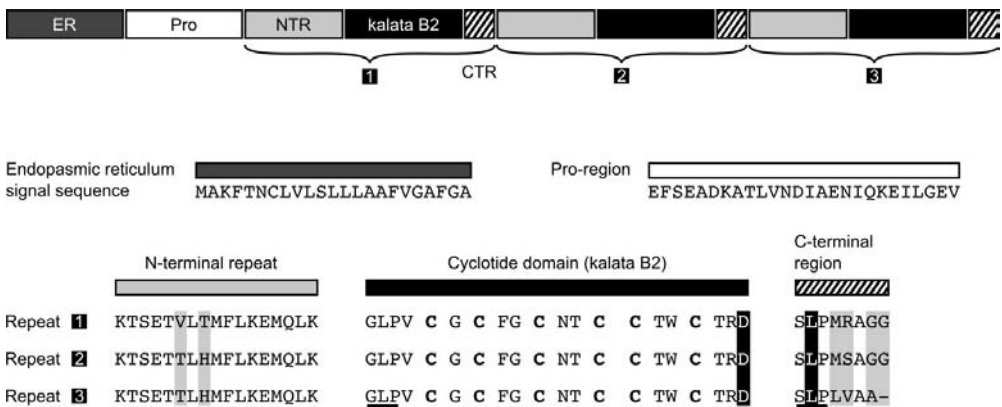 ER Pro NTR kalata B2
1 CTR 2 3
Endopasmic reticulum
signal sequence
MAKFTNCLVLSLLLAAFVGAFGA
Pro-region
EFSEADKATLVNDIAENIQKEILGEV
N-terminal repeat Cyclotide domain (kalata B2) C-terminal
region
Repeat 1 KTSETVLTMFLKEMQLK GLPV C G C FG C NT C C TW C TRD SLPMRAGG
Repeat 2 KTSETTLHMFLKEMQLK GLPV C G C FG C NT C C TW C TRD SLPMSAGG
Repeat 3 KTSETTLHMFLKEMQLK GLPV C G C FG C NT C C TW C TRD SLPLVAA-